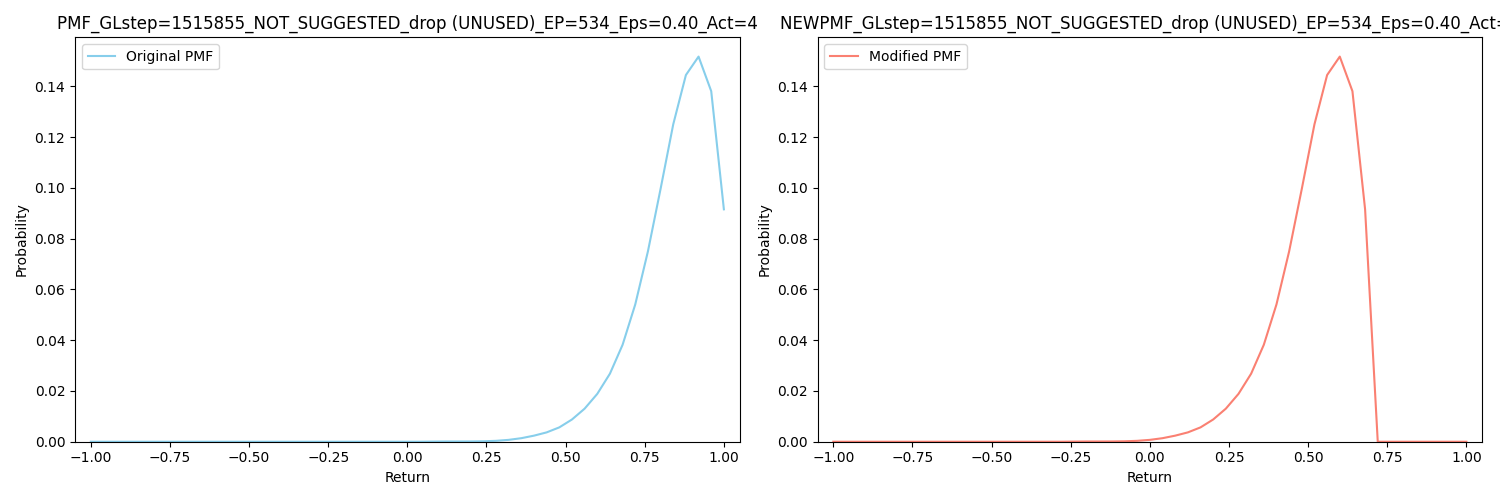 PMF_GLstep=1515855_NOT_SUGGESTED_drop (UNUSED)_EP=534_Eps=0.40_Act=4
Original PMF
0.14
0.12
0.10
0.08
0.06
0.04
0.02
0.00
Probability
−1.00 −0.75 −0.50 −0.25 0.00 0.25 0.50 0.75 1.00
Return
NEWPMF_GLstep=1515855_NOT_SUGGESTED_drop (UNUSED)_EP=534_Eps=0.40_Act=
Modified PMF
0.14
0.12
0.10
0.08
0.06
0.04
0.02
0.00
Probability
−1.00 −0.75 −0.50 −0.25 0.00 0.25 0.50 0.75 1.00
Return